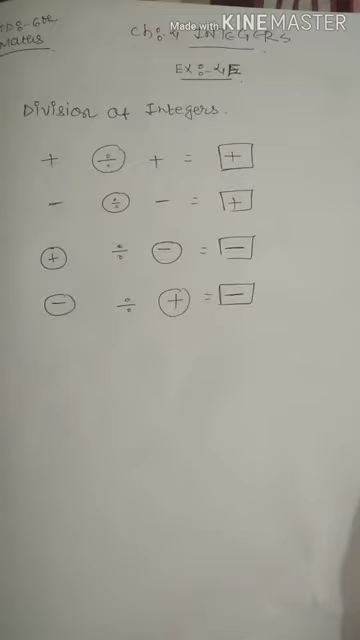 Made with KINEMASTER
STD:-6th
Maths
Ch:-4 INTEGERS
Ex:-4E
Division of Integers.
+ ÷ + = +
- ÷ - = +
+ ÷ - = -
- ÷ + = -